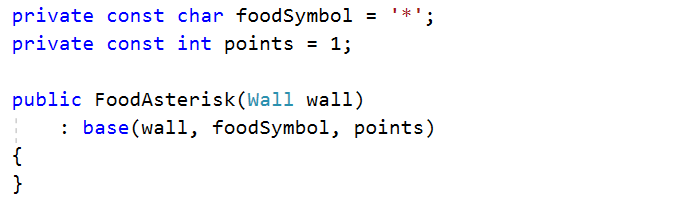 private const char foodSymbol = '*';
private const int points = 1;
public FoodAsterisk(Wall wall)
: base(wall, foodSymbol, points)
{
}